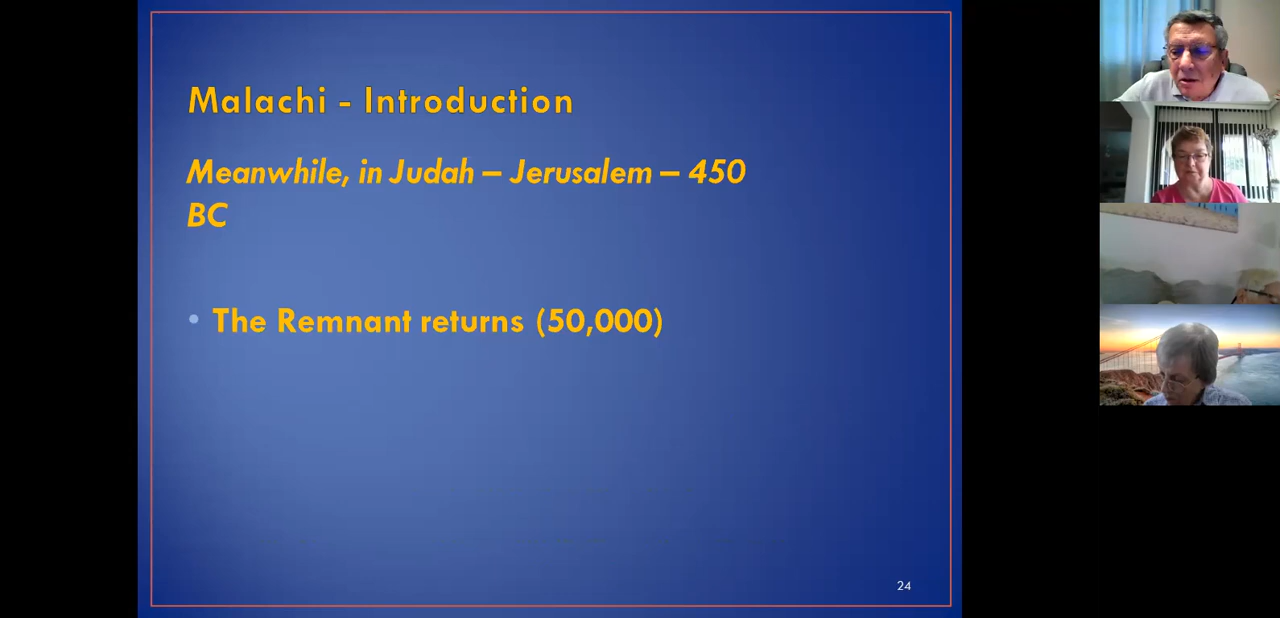 Malachi - Introduction
Meanwhile, in Judah – Jerusalem – 450
BC
• The Remnant returns (50,000)
24